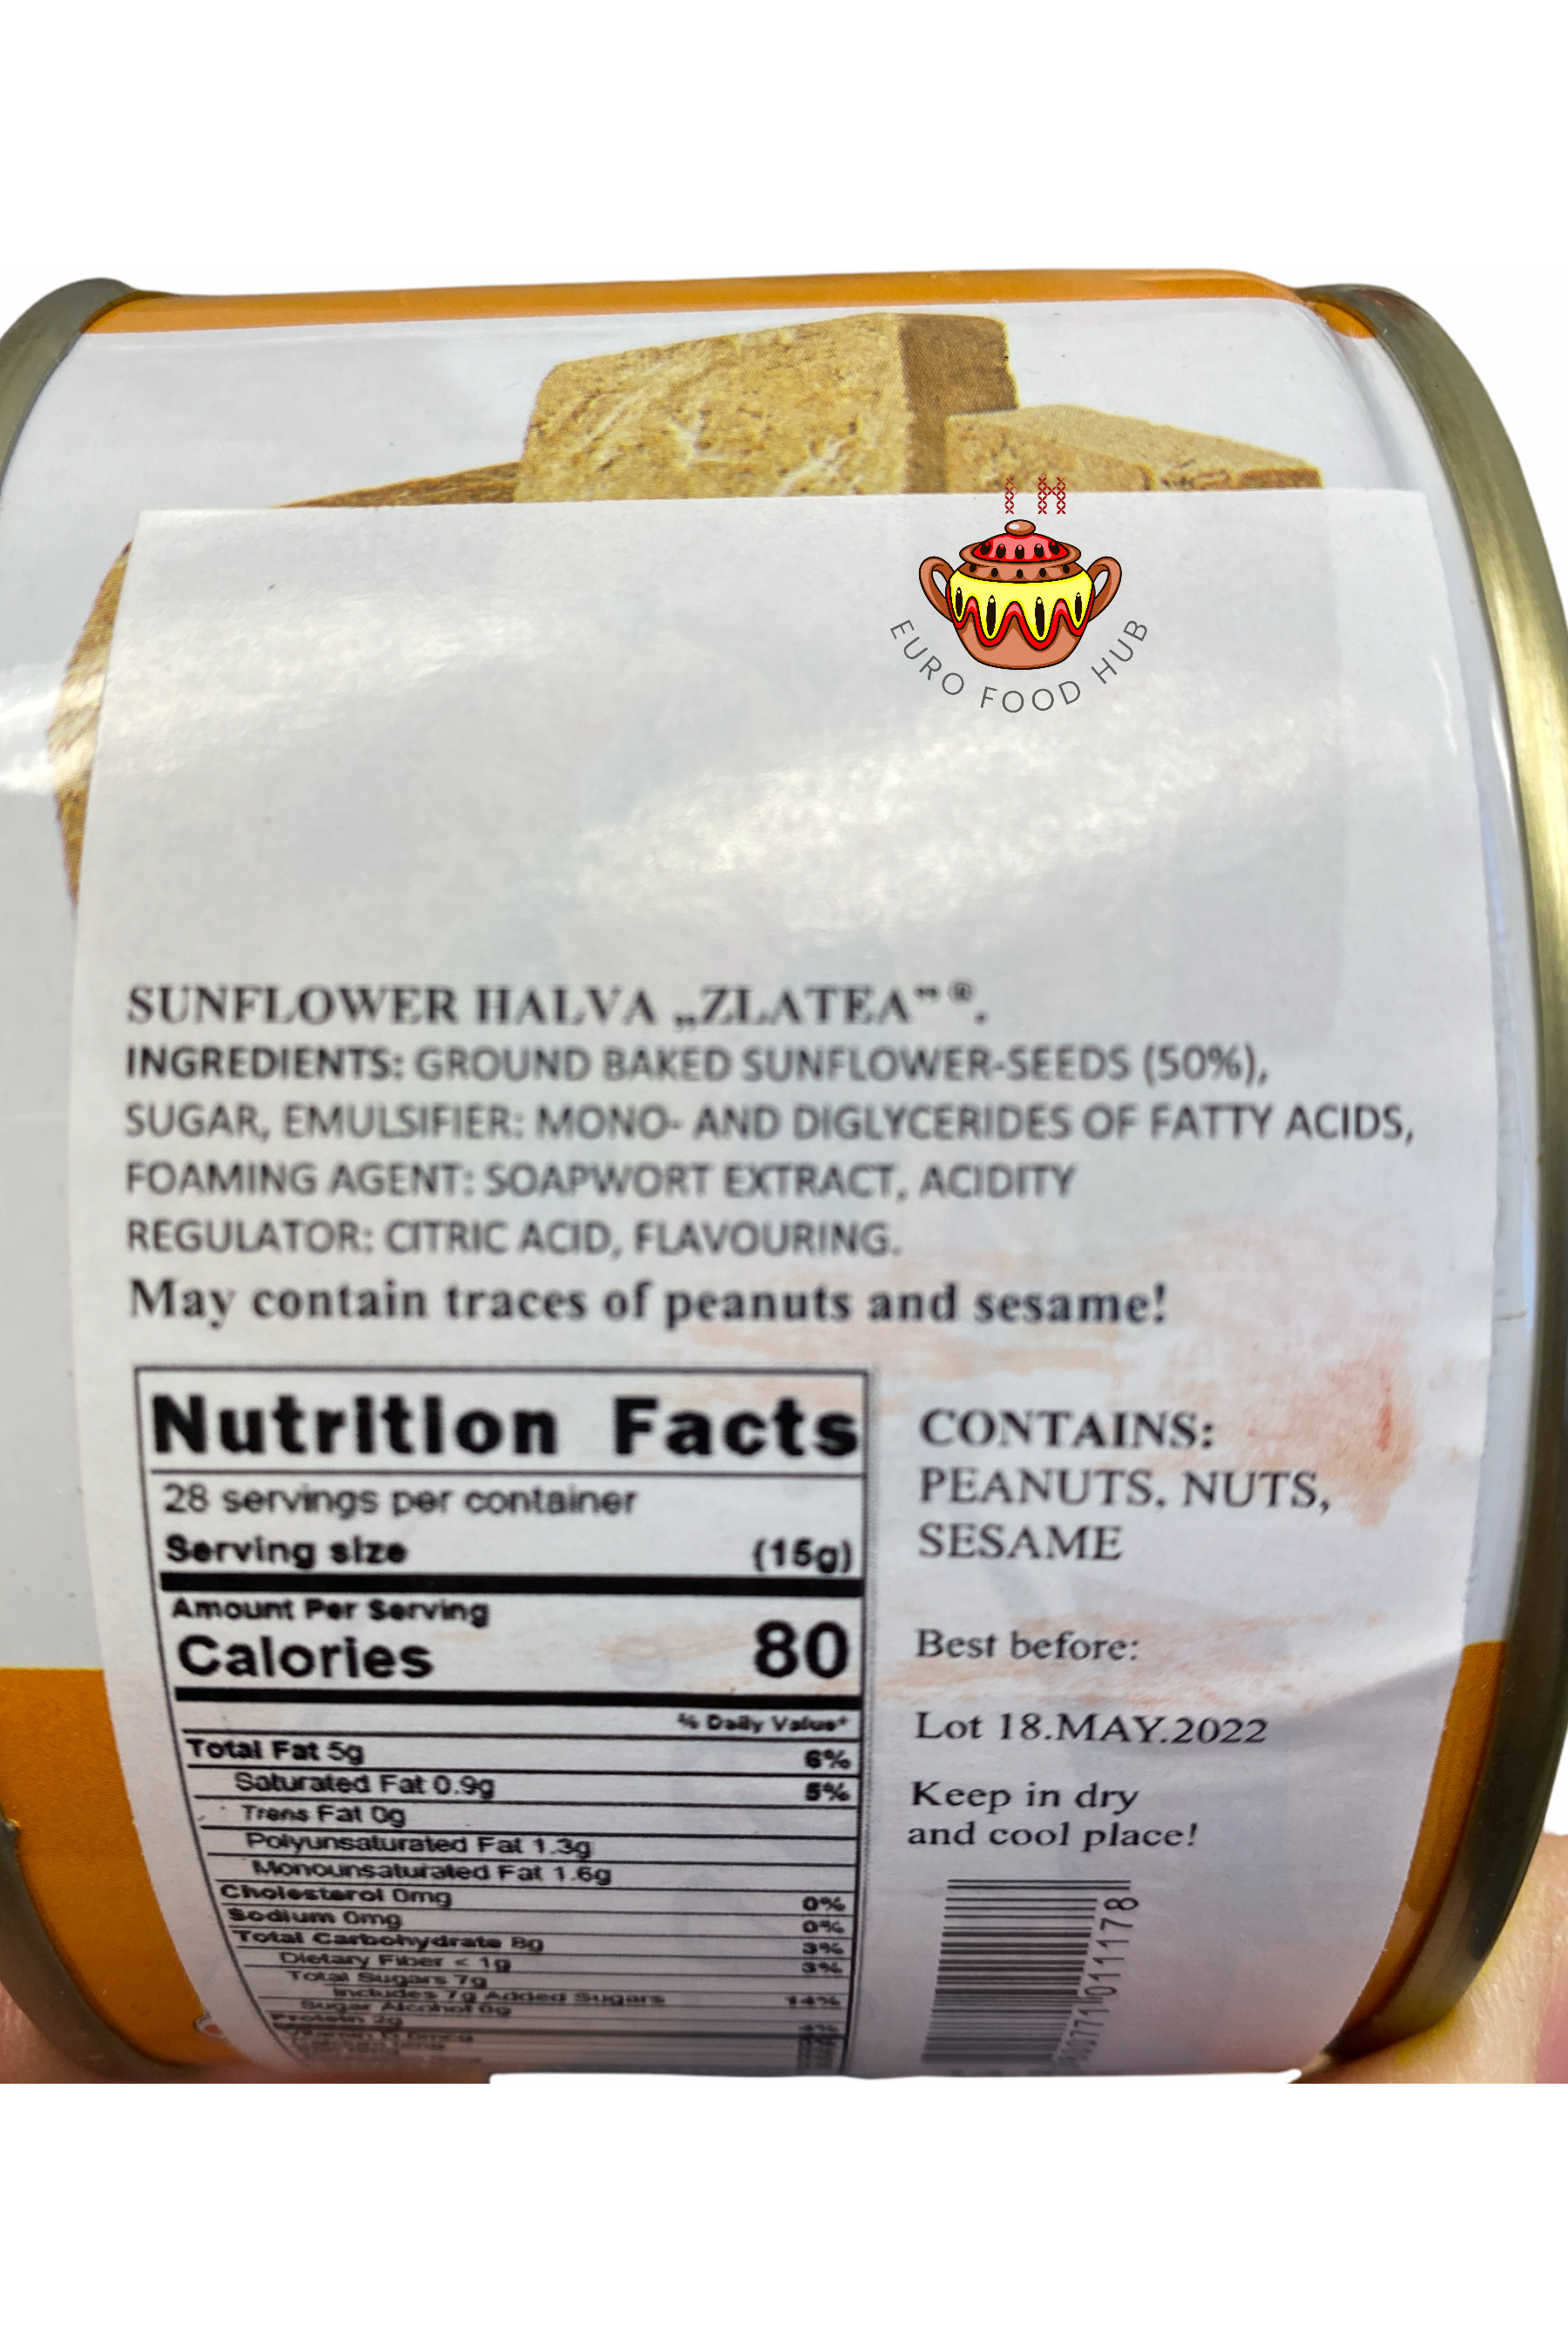 EURO FOOD HUB
SUNFLOWER HALVA „ZLATEA”®.
INGREDIENTS: GROUND BAKED SUNFLOWER-SEEDS (50%),
SUGAR, EMULSIFIER: MONO- AND DIGLYCERIDES OF FATTY ACIDS,
FOAMING AGENT: SOAPWORT EXTRACT, ACIDITY
REGULATOR: CITRIC ACID, FLAVOURING.
May contain traces of peanuts and sesame!
Nutrition Facts
28 servings per container
Serving size (15g)
Amount Per Serving
Calories 80
% Daily Value*
Total Fat 5g 6%
Saturated Fat 0.9g 5%
Trans Fat 0g
Polyunsaturated Fat 1.3g
Monounsaturated Fat 1.6g
Cholesterol 0mg 0%
Sodium 0mg 0%
Total Carbohydrate 8g 3%
Dietary Fiber < 1g 3%
Total Sugars 7g
Includes 7g Added Sugars 14%
Sugar Alcohol 0g
Protein 2g 4%
CONTAINS:
PEANUTS, NUTS,
SESAME
Best before:
Lot 18.MAY.2022
Keep in dry
and cool place!